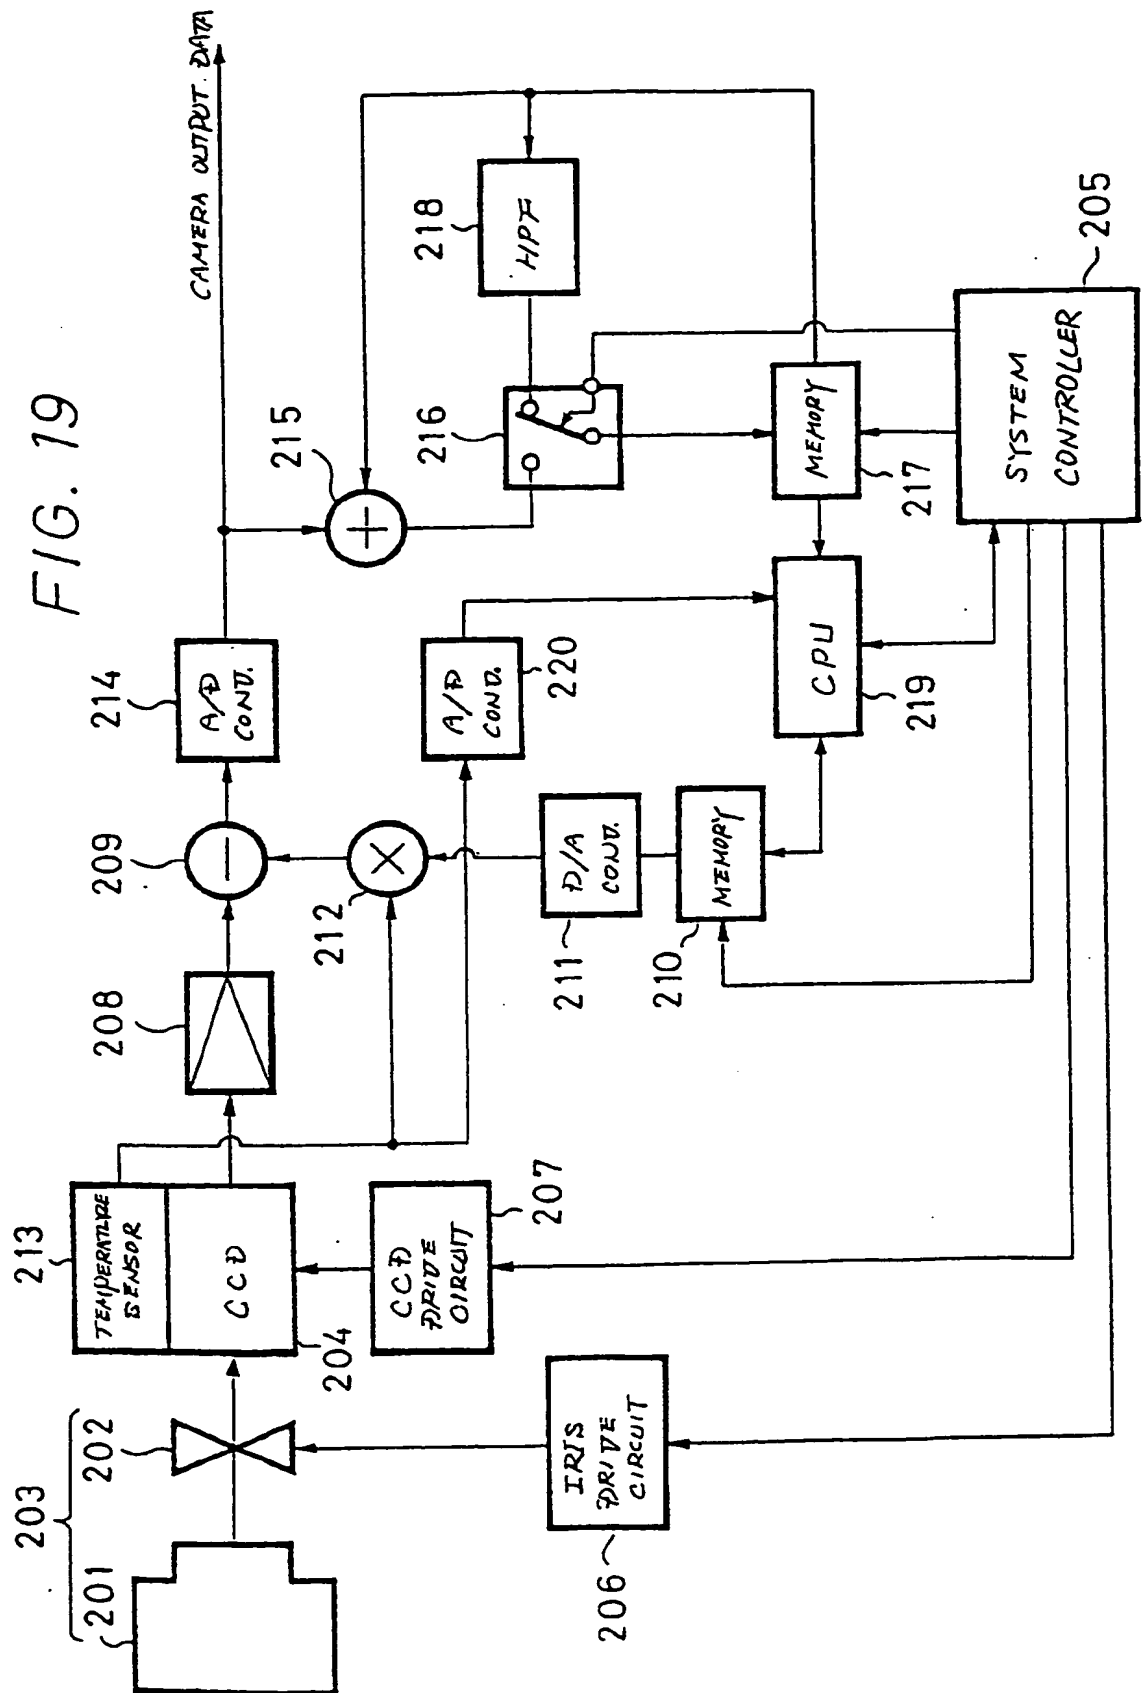 FIG. 19
CAMERA OUTPUT. DATA
203
201
202
213
TEMPERATURE
SENSOR
CCD
204
208
209
214
A/D
CONV.
215
212
207
CCD
DRIVE
CIRCUIT
220
A/D
CONV.
216
218
HPF
206
IRIS
DRIVE
CIRCUIT
211
D/A
CONV.
210
MEMORY
219
CPU
217
MEMORY
205
SYSTEM
CONTROLLER